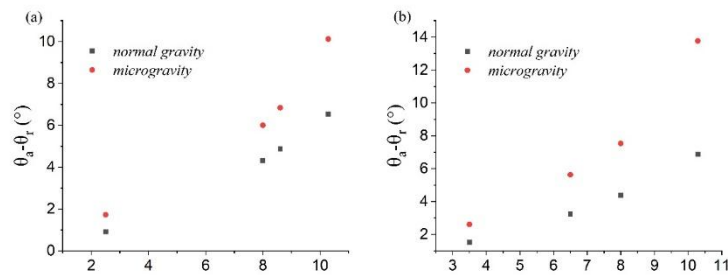 (a)
normal gravity
microgravity
θa-θr (°)
10
8
6
4
2
0
2 4 6 8 10
(b)
normal gravity
microgravity
θa-θr (°)
14
12
10
8
6
4
2
3 4 5 6 7 8 9 10 11